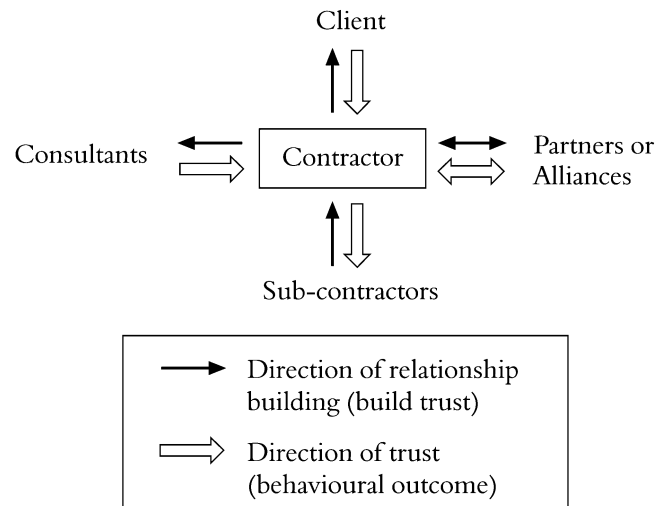 Client
Consultants
Contractor
Partners or
Alliances
Sub-contractors
Direction of relationship
building (build trust)
Direction of trust
(behavioural outcome)